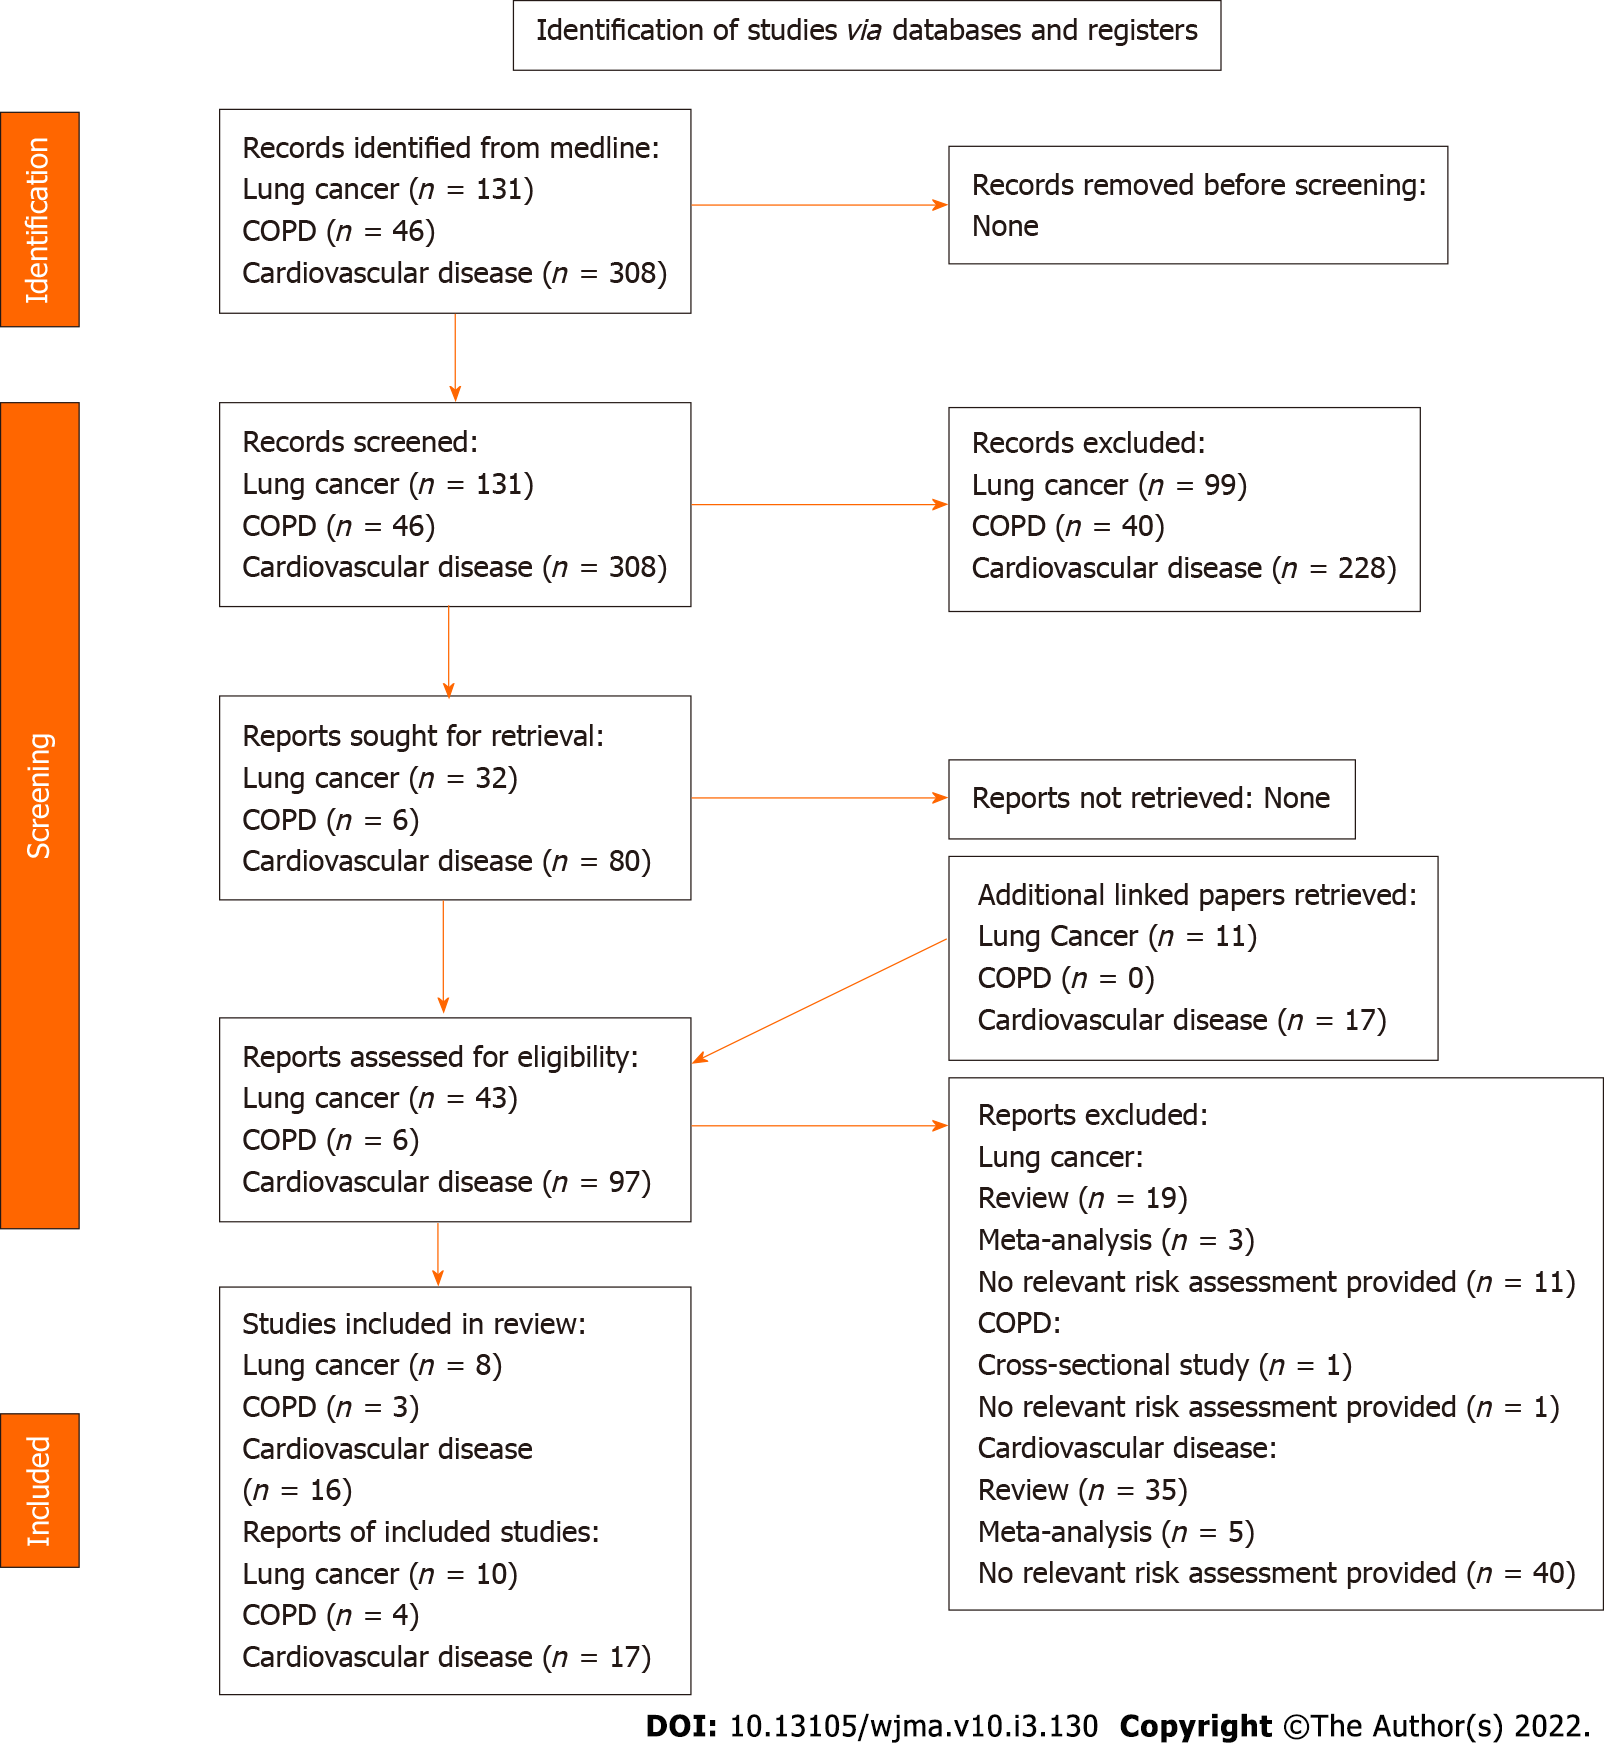 Identification of studies via databases and registers
Identification
Records identified from medline:
Lung cancer (n = 131)
COPD (n = 46)
Cardiovascular disease (n = 308)
Records removed before screening:
None
Screening
Records screened:
Lung cancer (n = 131)
COPD (n = 46)
Cardiovascular disease (n = 308)
Records excluded:
Lung cancer (n = 99)
COPD (n = 40)
Cardiovascular disease (n = 228)
Reports sought for retrieval:
Lung cancer (n = 32)
COPD (n = 6)
Cardiovascular disease (n = 80)
Reports not retrieved: None
Additional linked papers retrieved:
Lung Cancer (n = 11)
COPD (n = 0)
Cardiovascular disease (n = 17)
Reports assessed for eligibility:
Lung cancer (n = 43)
COPD (n = 6)
Cardiovascular disease (n = 97)
Reports excluded:
Lung cancer:
Review (n = 19)
Meta-analysis (n = 3)
No relevant risk assessment provided (n = 11)
COPD:
Cross-sectional study (n = 1)
No relevant risk assessment provided (n = 1)
Cardiovascular disease:
Review (n = 35)
Meta-analysis (n = 5)
No relevant risk assessment provided (n = 40)
Included
Studies included in review:
Lung cancer (n = 8)
COPD (n = 3)
Cardiovascular disease
(n = 16)
Reports of included studies:
Lung cancer (n = 10)
COPD (n = 4)
Cardiovascular disease (n = 17)
DOI: 10.13105/wjma.v10.i3.130 Copyright ©The Author(s) 2022.